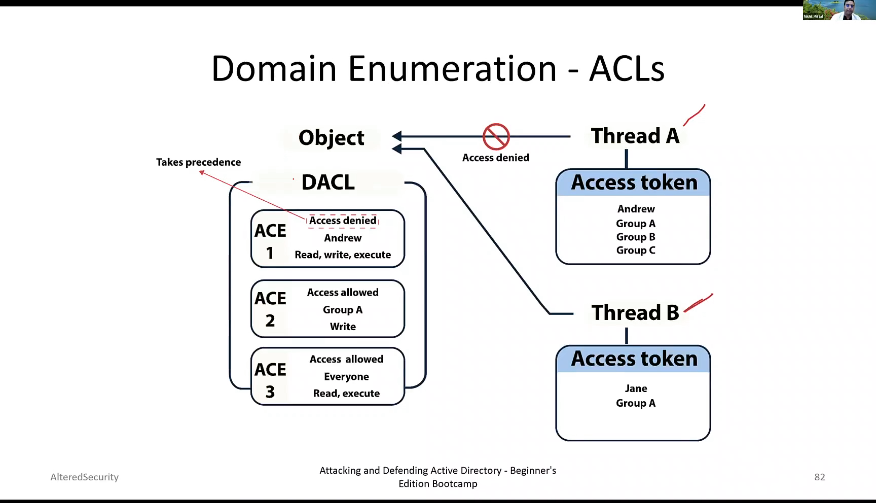 Domain Enumeration - ACLs
Object
Thread A
Access denied
Takes precedence
DACL
Access token
ACE
1
Access denied
Andrew
Read, write, execute
Andrew
Group A
Group B
Group C
ACE
2
Access allowed
Group A
Write
Thread B
ACE
3
Access allowed
Everyone
Read, execute
Access token
Jane
Group A
AlteredSecurity
Attacking and Defending Active Directory - Beginner's
Edition Bootcamp
82